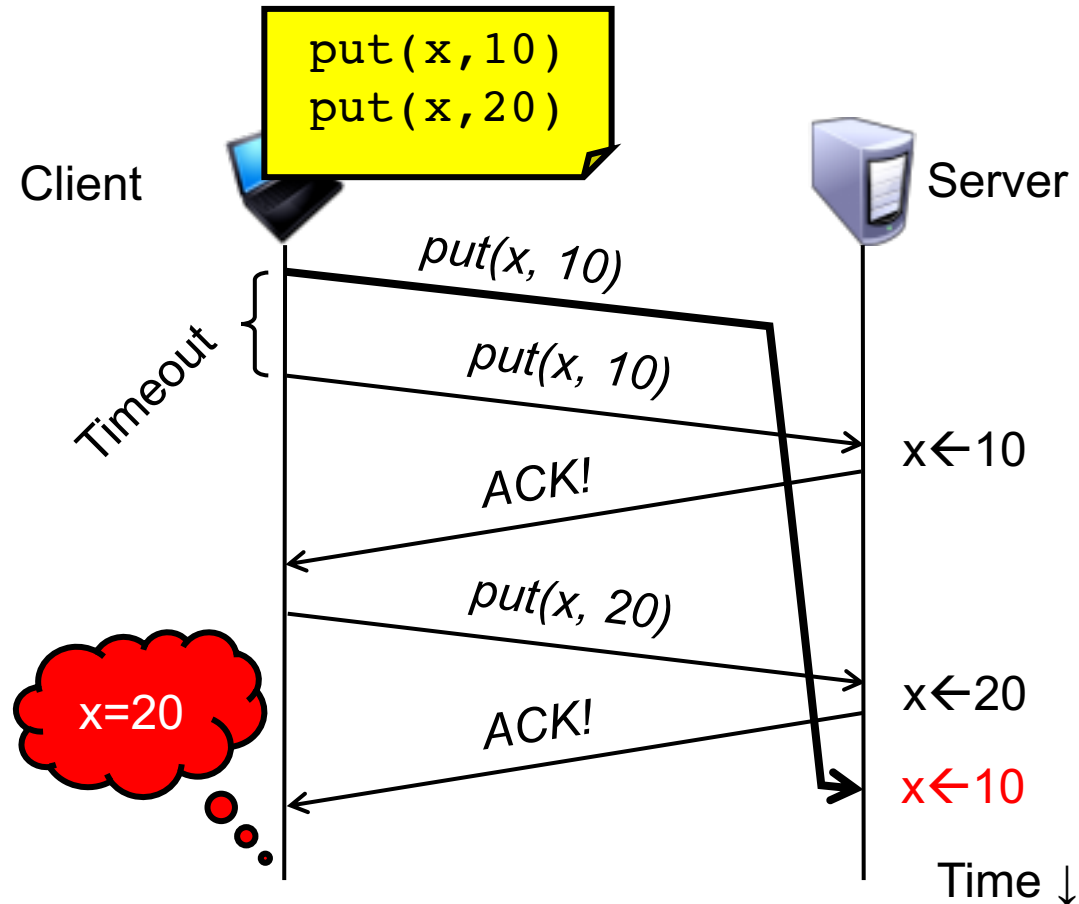 put(x,10)
put(x,20)
Client
Server
put(x, 10)
Timeout
put(x, 10)
x←10
ACK!
put(x, 20)
x=20
x←20
ACK!
x←10
Time ↓